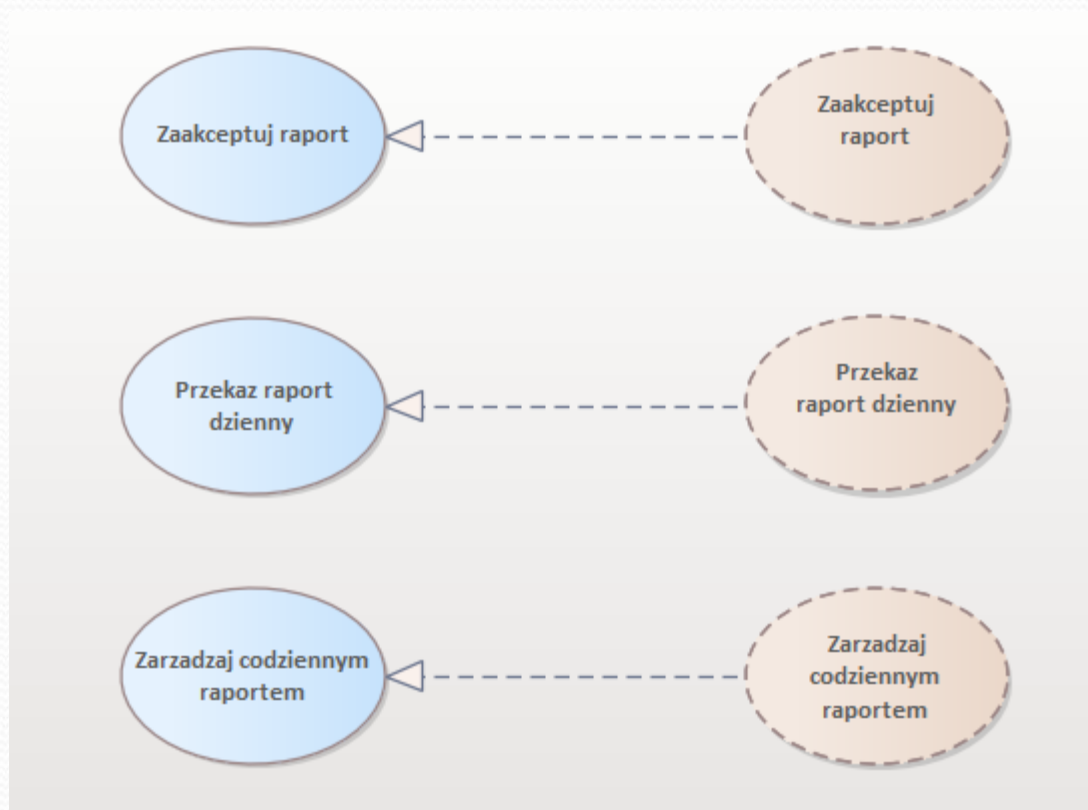 Zaakceptuj raport
Zaakceptuj
raport
Przekaz raport
dzienny
Przekaz
raport dzienny
Zarzadzaj codziennym
raportem
Zarzadzaj
codziennym
raportem